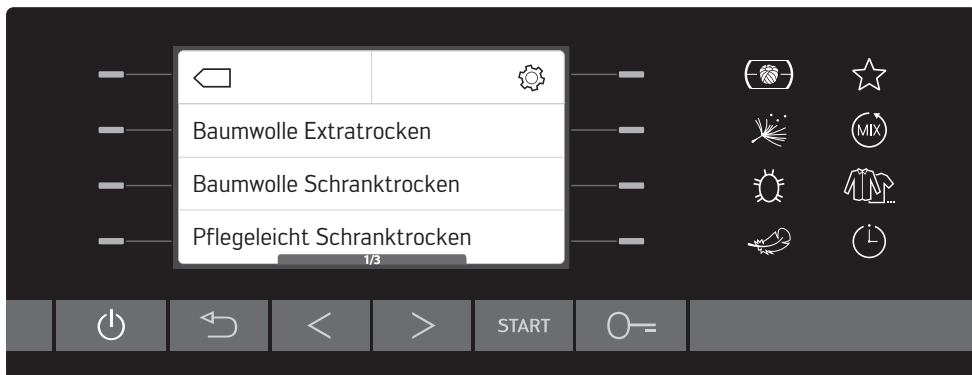 Baumwolle Extratrocken
Baumwolle Schranktrocken
Pflegeleicht Schranktrocken
1/3
MIX
START